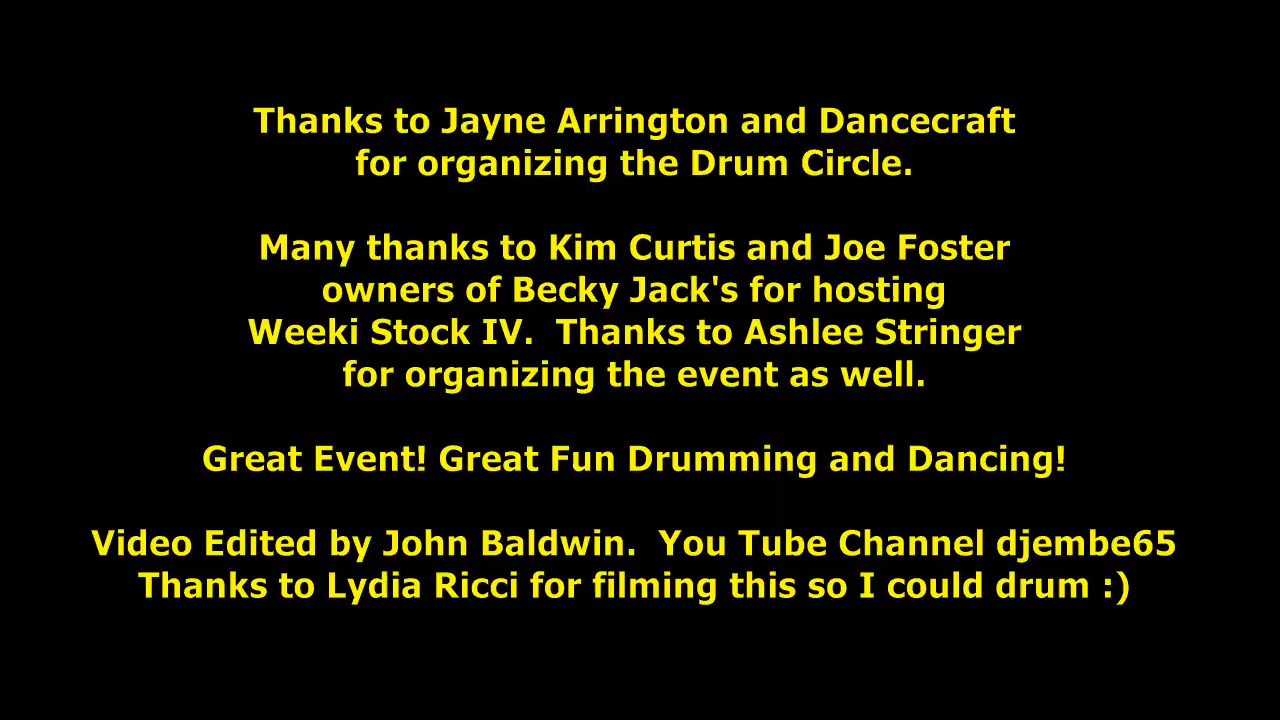 Thanks to Jayne Arrington and Dancecraft
for organizing the Drum Circle.
Many thanks to Kim Curtis and Joe Foster
owners of Becky Jack's for hosting
Weeki Stock IV.  Thanks to Ashlee Stringer
for organizing the event as well.
Great Event! Great Fun Drumming and Dancing!
Video Edited by John Baldwin.  You Tube Channel djembe65
Thanks to Lydia Ricci for filming this so I could drum :)